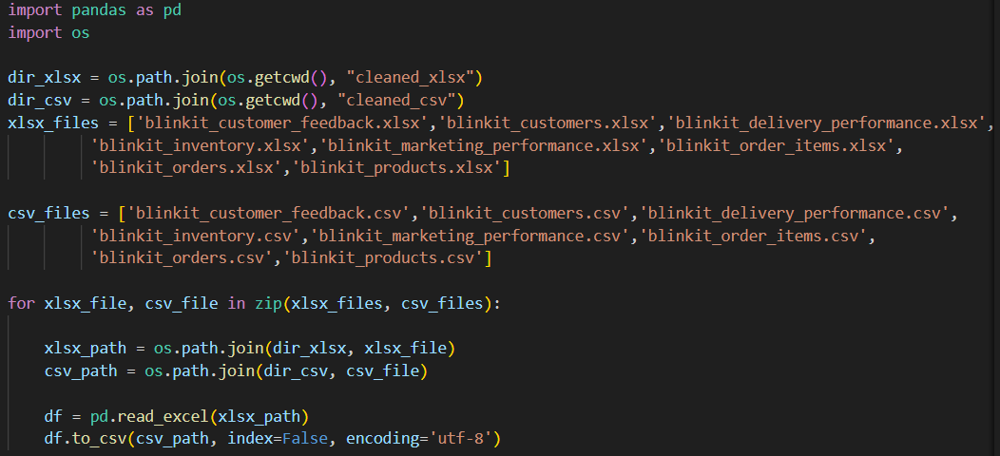 import pandas as pd
import os
dir_xlsx = os.path.join(os.getcwd(), "cleaned_xlsx")
dir_csv = os.path.join(os.getcwd(), "cleaned_csv")
xlsx_files = ['blinkit_customer_feedback.xlsx','blinkit_customers.xlsx','blinkit_delivery_performance.xlsx',
'blinkit_inventory.xlsx','blinkit_marketing_performance.xlsx','blinkit_order_items.xlsx',
'blinkit_orders.xlsx','blinkit_products.xlsx']
csv_files = ['blinkit_customer_feedback.csv','blinkit_customers.csv','blinkit_delivery_performance.csv',
'blinkit_inventory.csv','blinkit_marketing_performance.csv','blinkit_order_items.csv',
'blinkit_orders.csv','blinkit_products.csv']
for xlsx_file, csv_file in zip(xlsx_files, csv_files):
xlsx_path = os.path.join(dir_xlsx, xlsx_file)
csv_path = os.path.join(dir_csv, csv_file)
df = pd.read_excel(xlsx_path)
df.to_csv(csv_path, index=False, encoding='utf-8')